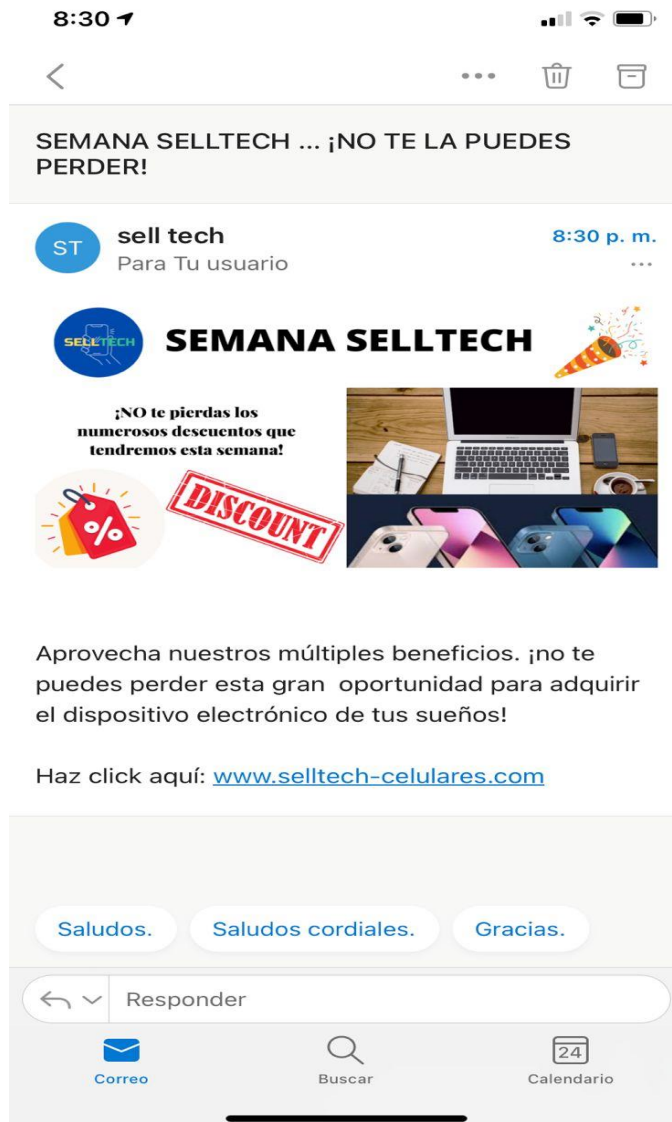 8:30
SEMANA SELLTECH ... ¡NO TE LA PUEDES
PERDER!
ST
sell tech
8:30 p. m.
Para Tu usuario
SELLTECH
SEMANA SELLTECH
¡NO te pierdas los
numerosos descuentos que
tendremos esta semana!
%
DISCOUNT
Aprovecha nuestros múltiples beneficios. ¡no te
puedes perder esta gran oportunidad para adquirir
el dispositivo electrónico de tus sueños!
Haz click aquí: www.selltech-celulares.com
Saludos.
Saludos cordiales.
Gracias.
Responder
24
Correo
Buscar
Calendario